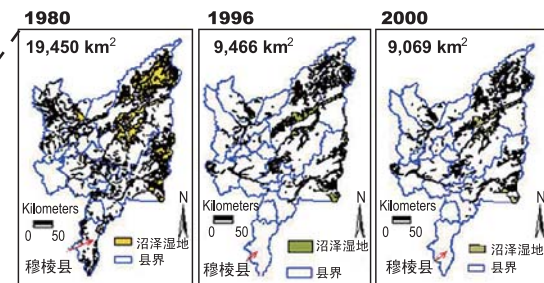 1980
19,450 km²
N
Kilometers
0 50
沼泽湿地
县界
穆棱县
1996
9,466 km²
N
Kilometers
0 50
沼泽湿地
县界
穆棱县
2000
9,069 km²
N
Kilometers
0 50
沼泽湿地
县界
穆棱县